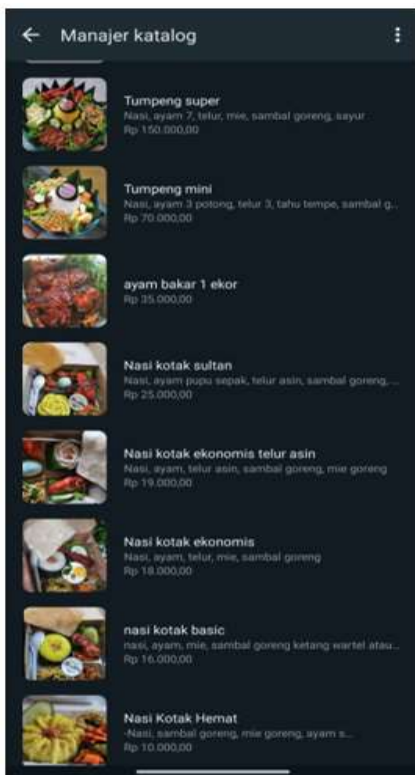 Manajer katalog
Tumpeng super
Nasi, ayam 7, telur, mie, sambal goreng, sayur
Rp 150.000,00
Tumpeng mini
Nasi, ayam 3 potong, telur 3, tahu tempe, sambal g...
Rp 70.000,00
ayam bakar 1 ekor
Rp 35.000,00
Nasi kotak sultan
Nasi, ayam pupu sepak, telur asin, sambal goreng, ...
Rp 25.000,00
Nasi kotak ekonomis telur asin
Nasi, ayam, telur asin, sambal goreng, mie goreng
Rp 19.000,00
Nasi kotak ekonomis
Nasi, ayam, telur, mie, sambal goreng
Rp 18.000,00
nasi kotak basic
nasi, ayam, mie, sambal goreng ketang wartel atau...
Rp 16.000,00
Nasi Kotak Hemat
-Nasi, sambal goreng, mie goreng, ayam s...
Rp 10.000,00